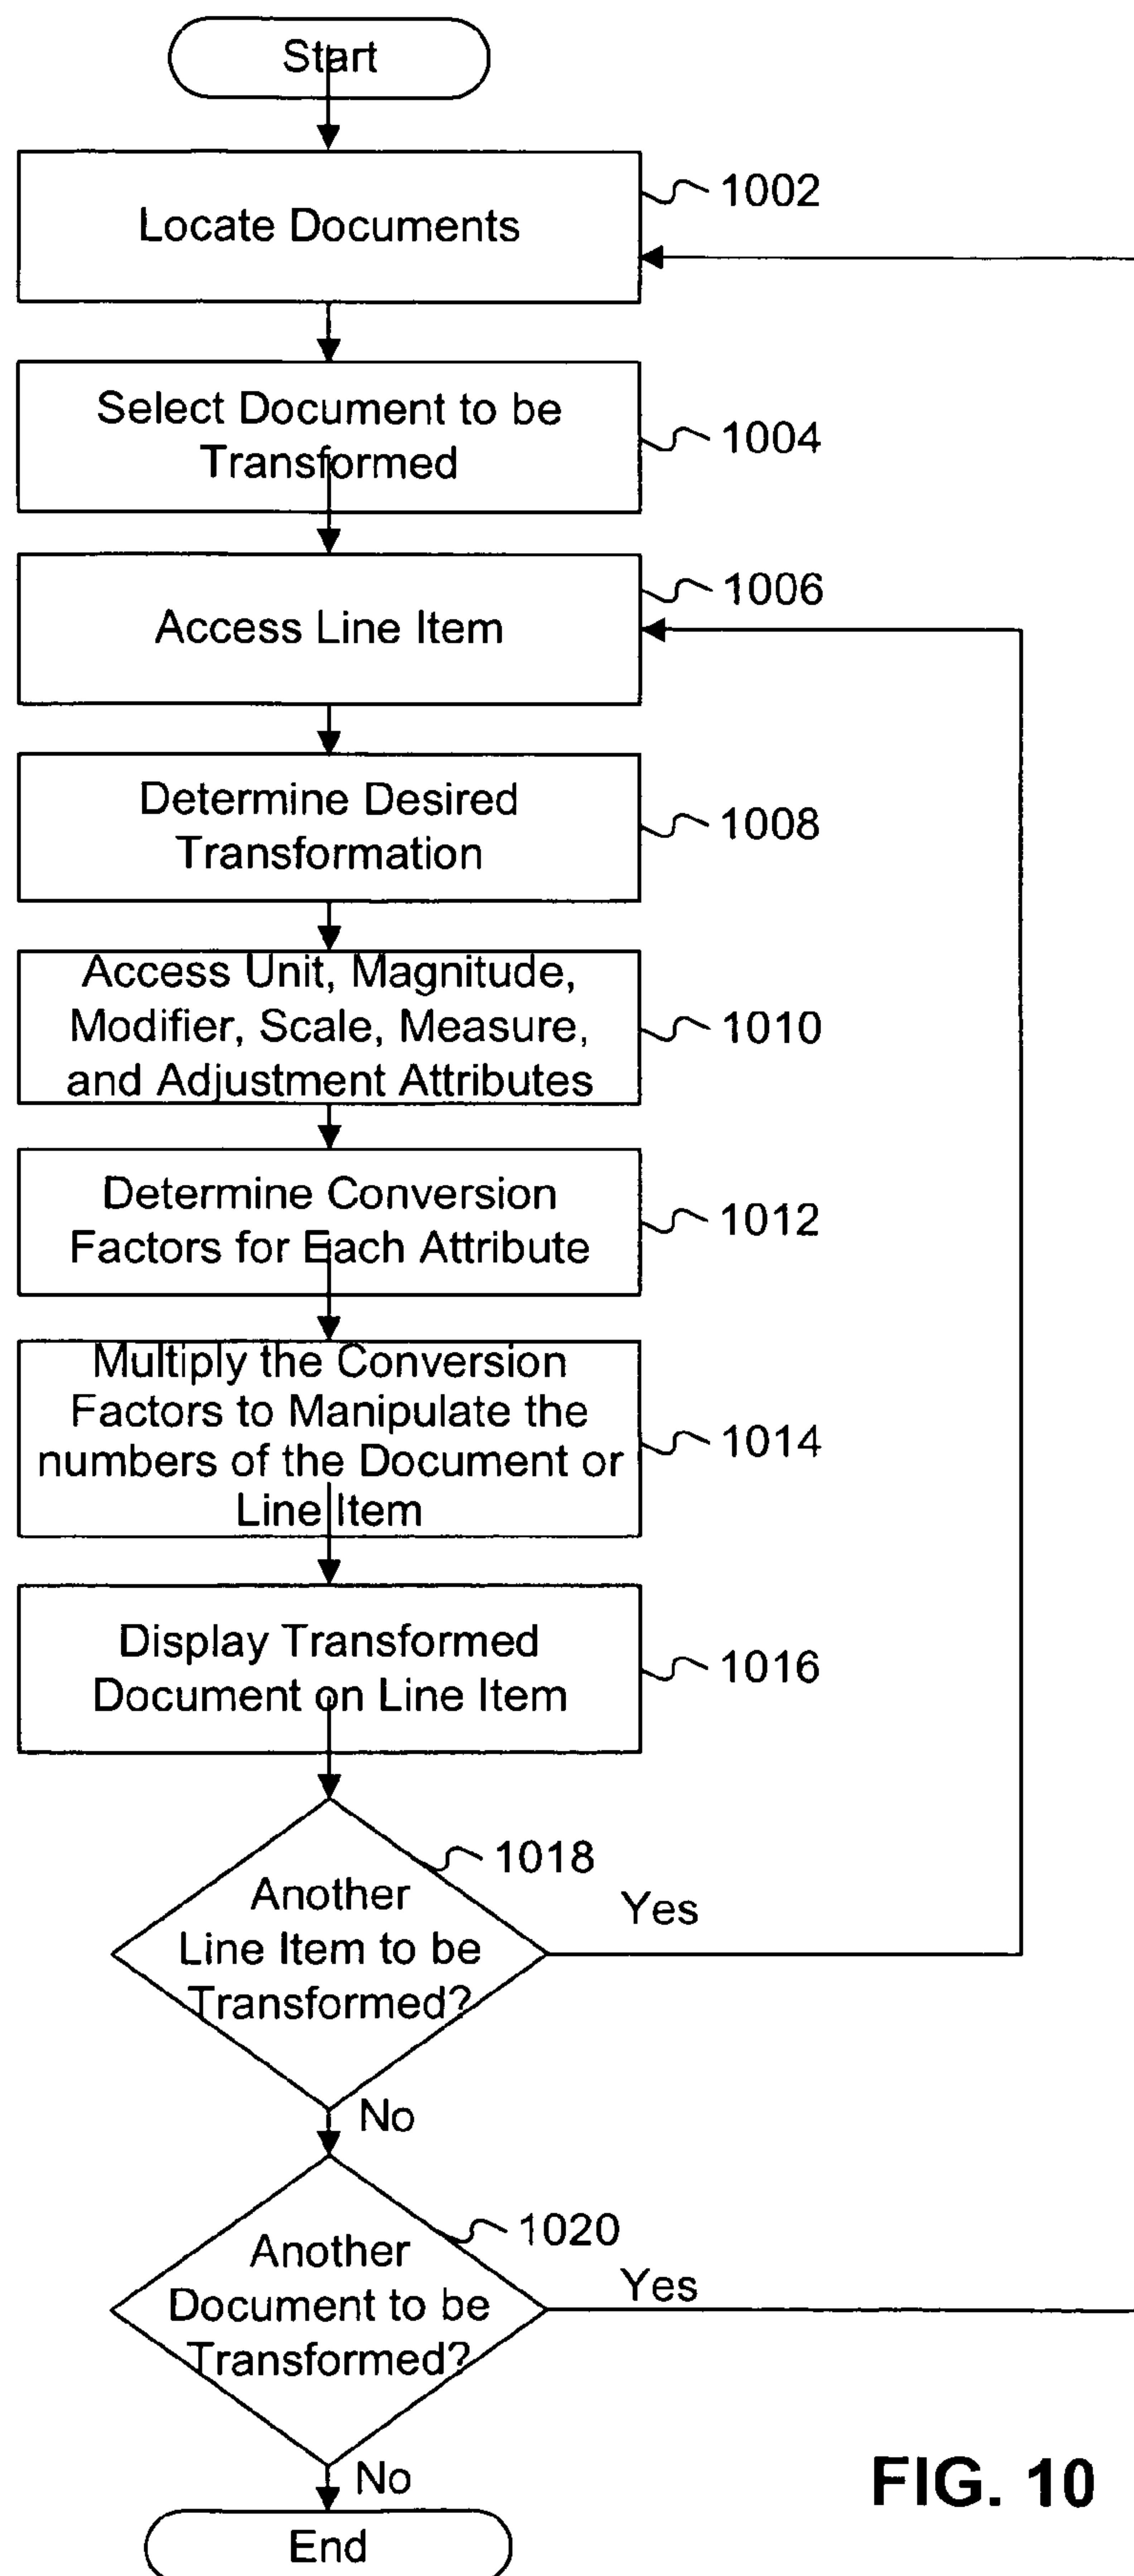 Start
Locate Documents
1002
Select Document to be
Transformed
1004
Access Line Item
1006
Determine Desired
Transformation
1008
Access Unit, Magnitude,
Modifier, Scale, Measure,
and Adjustment Attributes
1010
Determine Conversion
Factors for Each Attribute
1012
Multiply the Conversion
Factors to Manipulate the
numbers of the Document or
Line Item
1014
Display Transformed
Document on Line Item
1016
Another
Line Item to be
Transformed?
1018
Yes
No
Another
Document to be
Transformed?
1020
Yes
No
End
FIG. 10